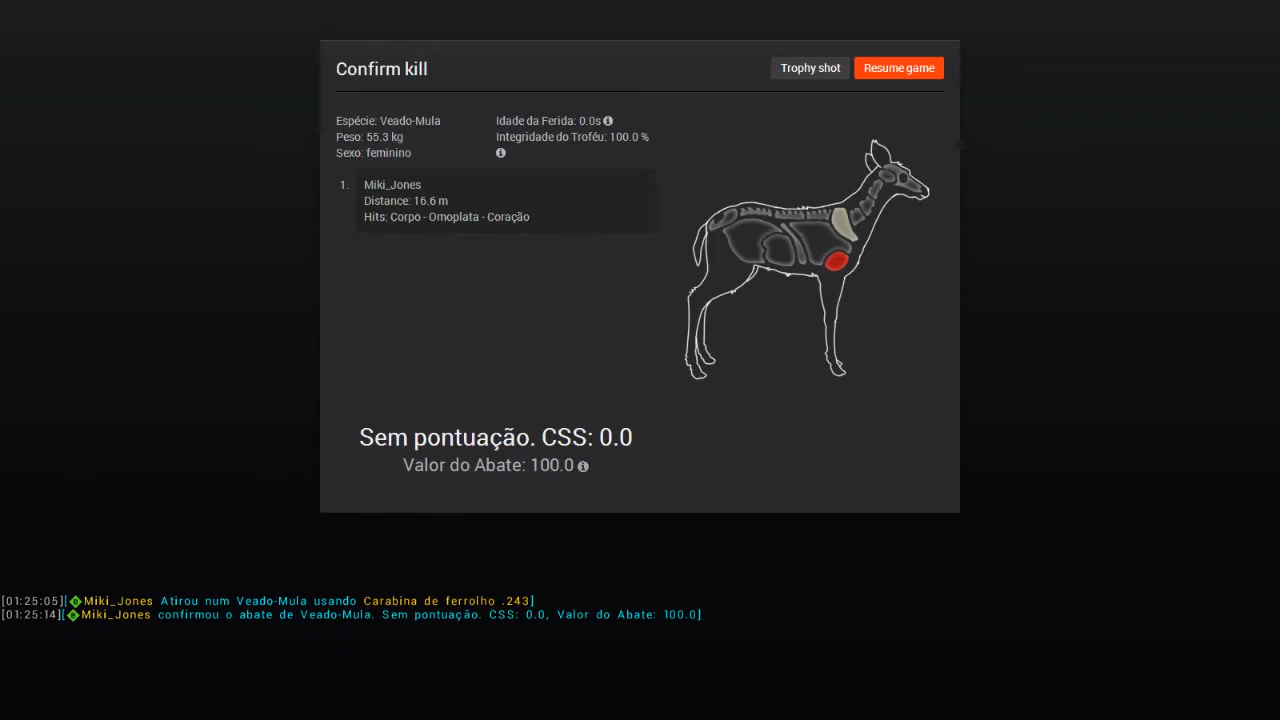 Confirm kill
Trophy shot
Resume game
Espécie: Veado-Mula
Peso: 55.3 kg
Sexo: feminino
Idade da Ferida: 0.0s
Integridade do Troféu: 100.0 %
1. Miki_Jones
Distance: 16.6 m
Hits: Corpo - Omoplata - Coração
Sem pontuação. CSS: 0.0
Valor do Abate: 100.0
[01:25:05][Miki_Jones Atirou num Veado-Mula usando Carabina de ferrolho .243]
[01:25:14][Miki_Jones confirmou o abate de Veado-Mula. Sem pontuação. CSS: 0.0, Valor do Abate: 100.0]